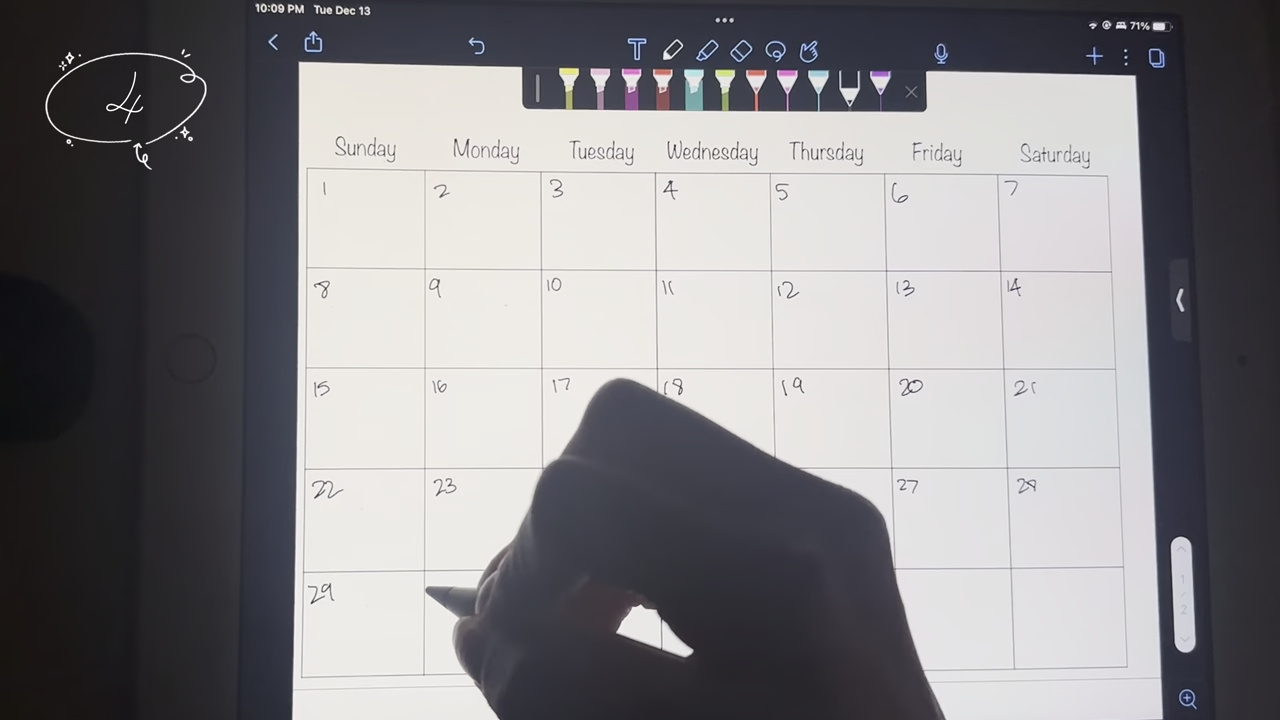 10:09 PM Tue Dec 13
71%
4
T
Sunday Monday Tuesday Wednesday Thursday Friday Saturday
1 2 3 4 5 6 7
8 9 10 11 12 13 14
15 16 17 18 19 20 21
22 23 27 28
29
1
2